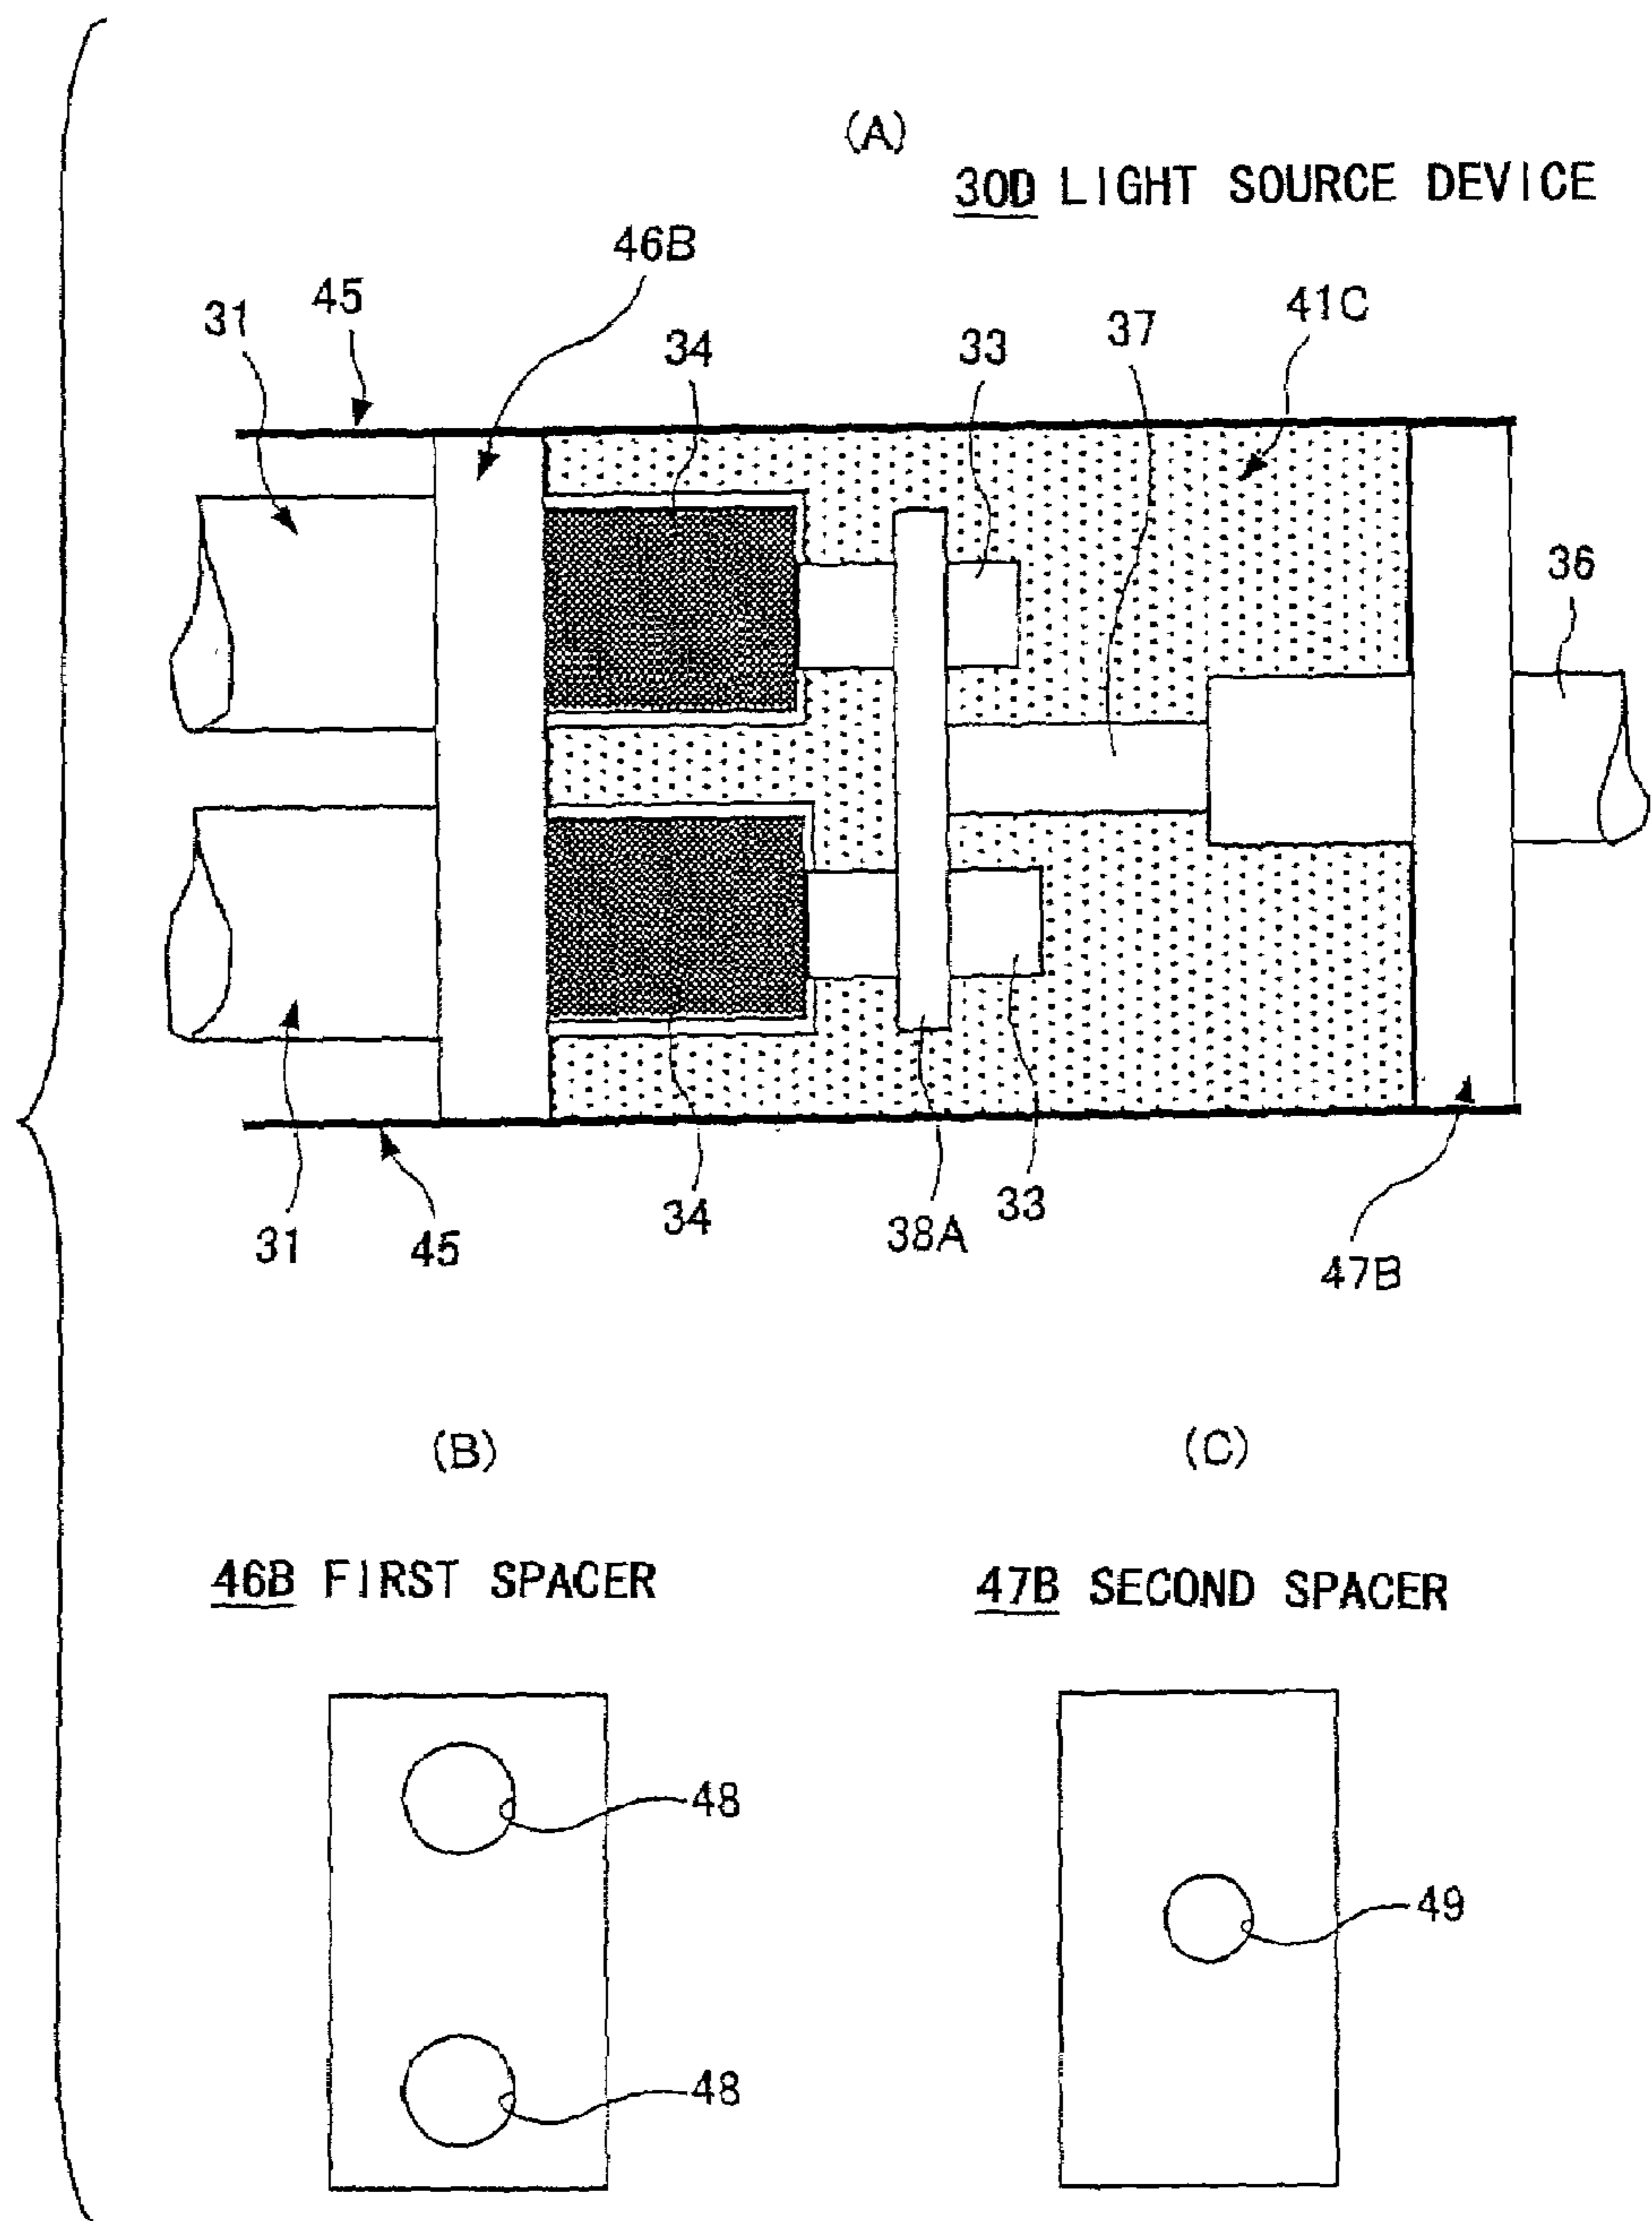 (A)
30D LIGHT SOURCE DEVICE
46B
45
31
34
33
37
41C
36
31
45
34
38A
33
47B
(B)
(C)
46B FIRST SPACER
47B SECOND SPACER
48
49
48